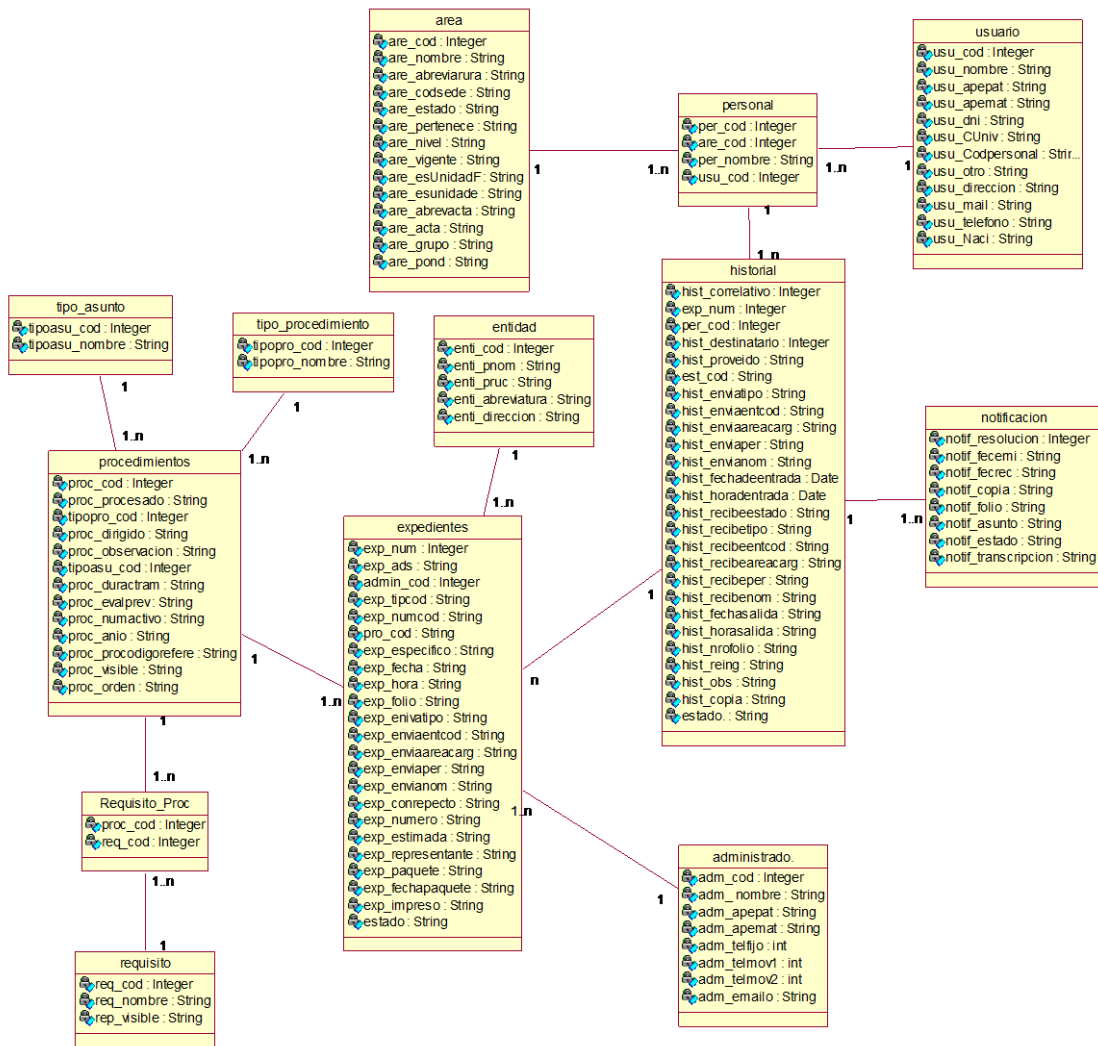 area
are_cod : Integer
are_nombre : String
are_abreviarura : String
are_codsede : String
are_estado : String
are_pertenece : String
are_nivel : String
are_vigente : String
are_esUnidadF : String
are_esunidade : String
are_abrevacta : String
are_acta : String
are_grupo : String
are_pond : String
1
1..n
personal
per_cod : Integer
are_cod : Integer
per_nombre : String
usu_cod : Integer
1..n
1
usuario
usu_cod : Integer
usu_nombre : String
usu_apepat : String
usu_apemat : String
usu_dni : String
usu_CUniv : String
usu_Codpersonal : Strir...
usu_otro : String
usu_direccion : String
usu_mail : String
usu_telefono : String
usu_Naci : String
1
1..n
historial
hist_correlativo : Integer
exp_num : Integer
per_cod : Integer
hist_destinatario : Integer
hist_proveido : String
est_cod : String
hist_enviatipo : String
hist_enviaentcod : String
hist_enviaareacarg : String
hist_enviaper : String
hist_envianom : String
hist_fechadeentrada : Date
hist_horadentrada : Date
hist_recibeestado : String
hist_recibetipo : String
hist_recibeentcod : String
hist_recibeareacarg : String
hist_recibeper : String
hist_recibenom : String
hist_fechasalida : String
hist_horasalida : String
hist_nrofolio : String
hist_reing : String
hist_obs : String
hist_copia : String
estado. : String
1
1..n
notificacion
notif_resolucion : Integer
notif_fecemi : String
notif_fecrec : String
notif_copia : String
notif_folio : String
notif_asunto : String
notif_estado : String
notif_transcripcion : String
tipo_asunto
tipoasu_cod : Integer
tipoasu_nombre : String
1
1..n
tipo_procedimiento
tipopro_cod : Integer
tipopro_nombre : String
1
1..n
entidad
enti_cod : Integer
enti_pnom : String
enti_pruc : String
enti_abreviatura : String
enti_direccion : String
1
1..n
procedimientos
proc_cod : Integer
proc_procesado : String
tipopro_cod : Integer
proc_dirigido : String
proc_observacion : String
tipoasu_cod : Integer
proc_duractram : String
proc_evalprev : String
proc_numactivo : String
proc_anio : String
proc_procodigorefere : String
proc_visible : String
proc_orden : String
1
1..n
expedientes
exp_num : Integer
exp_ads : String
admin_cod : Integer
exp_tipcod : String
exp_numcod : String
pro_cod : String
exp_especifico : String
exp_fecha : String
exp_hora : String
exp_folio : String
exp_enivatipo : String
exp_enviaentcod : String
exp_enviaareacarg : String
exp_enviaper : String
exp_envianom : String
exp_conrepecto : String
exp_numero : String
exp_estimada : String
exp_representante : String
exp_paquete : String
exp_fechapaquete : String
exp_impreso : String
estado : String
1
n
1..n
1
1
1..n
Requisito_Proc
proc_cod : Integer
req_cod : Integer
1..n
1
requisito
req_cod : Integer
req_nombre : String
rep_visible : String
administrado.
adm_cod : Integer
adm_nombre : String
adm_apepat : String
adm_apemat : String
adm_telfijo : int
adm_telmov1 : int
adm_telmov2 : int
adm_emailo : String